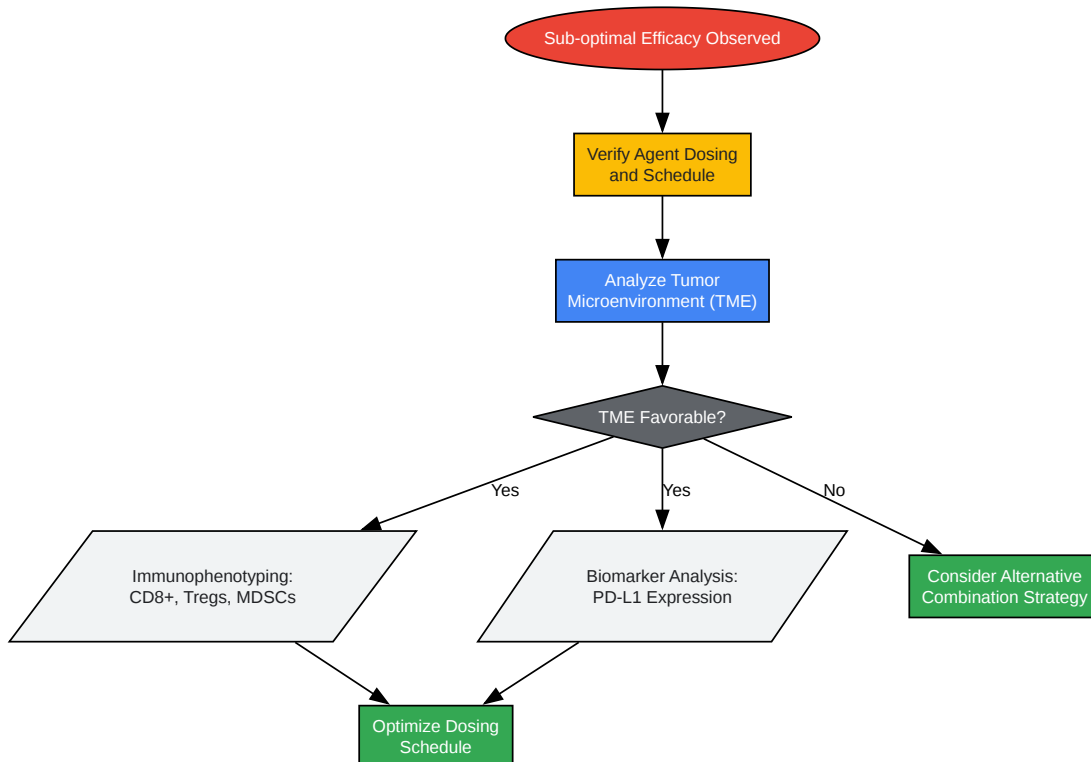 Sub-optimal Efficacy Observed
Verify Agent Dosing
and Schedule
Analyze Tumor
Microenvironment (TME)
TME Favorable?
Yes
Yes
No
Immunophenotyping:
CD8+, Tregs, MDSCs
Biomarker Analysis:
PD-L1 Expression
Consider Alternative
Combination Strategy
Optimize Dosing
Schedule